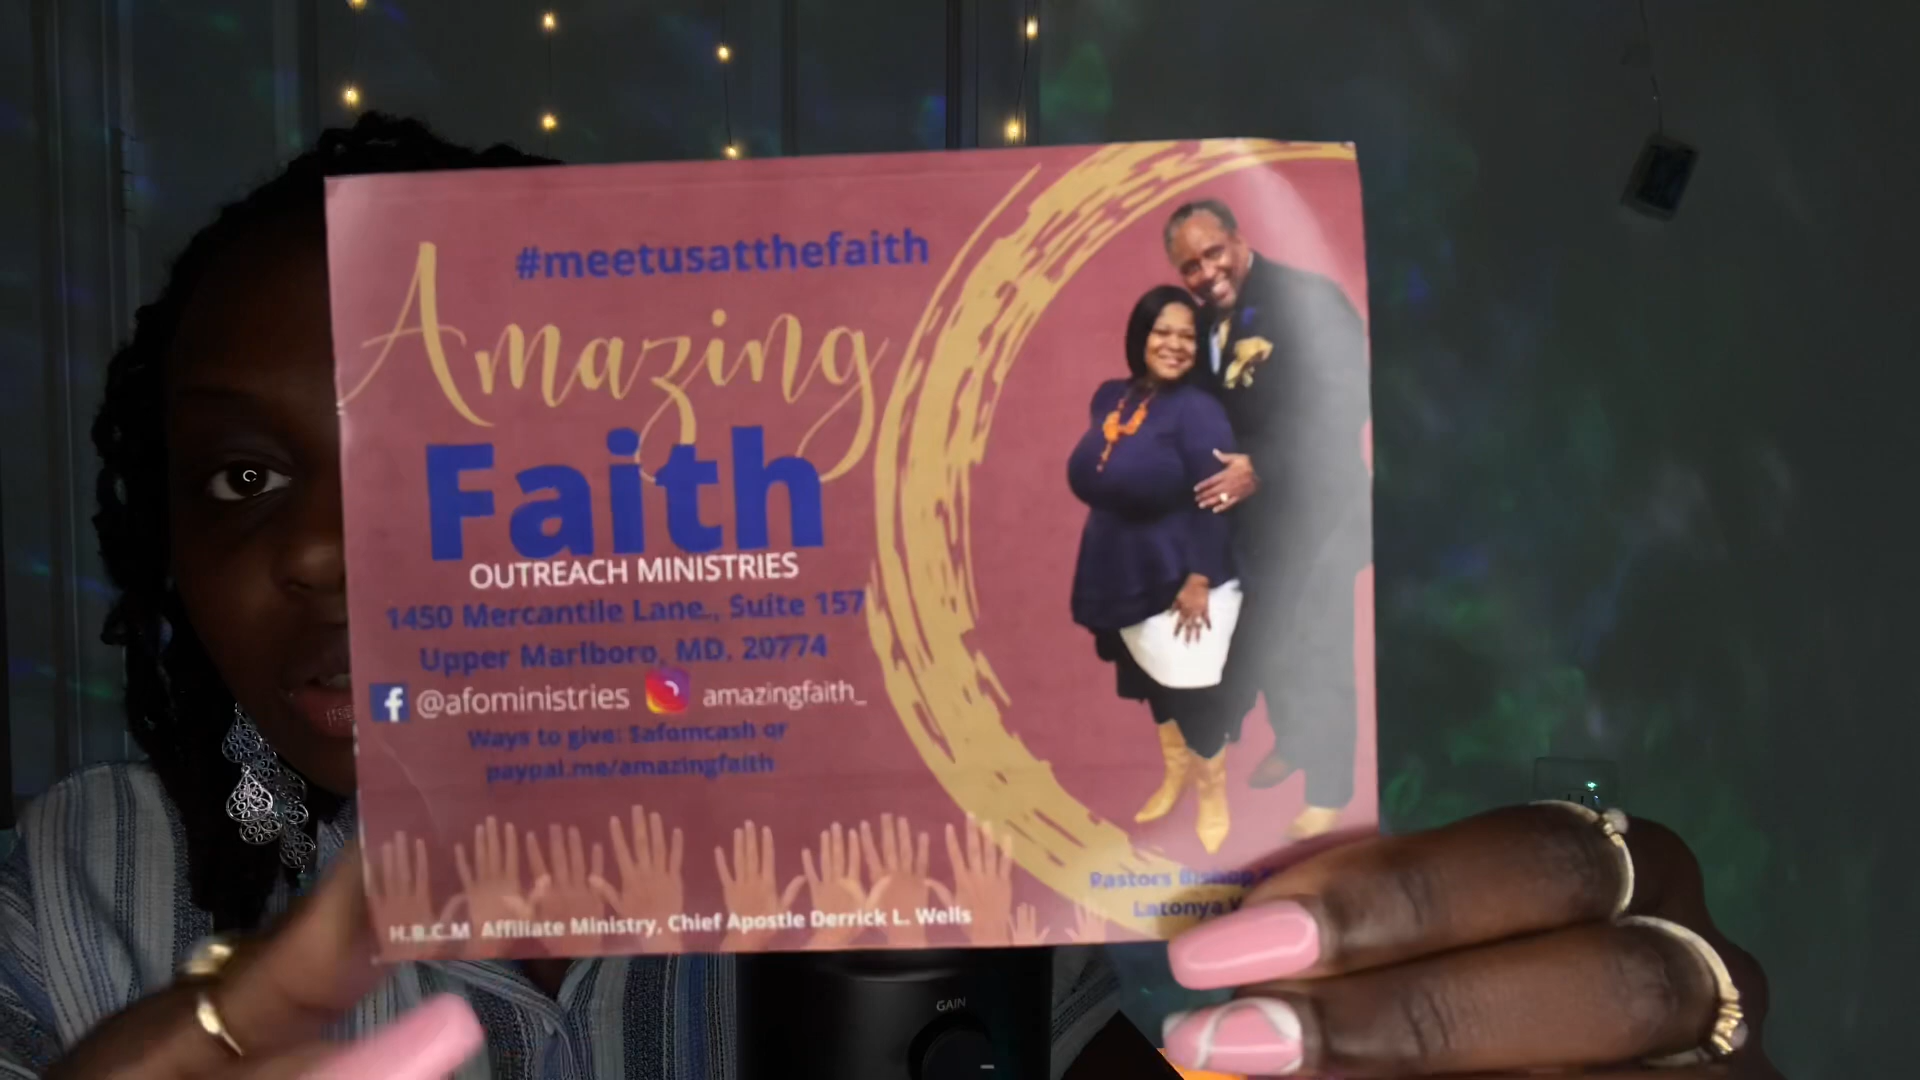 #meetusatthefaith
Amazing
Faith
OUTREACH MINISTRIES
1450 Mercantile Lane., Suite 157
Upper Marlboro, MD. 20774
@afoministries amazingfaith_
Ways to give: $afomcash or
paypal.me/amazingfaith
Pastors Bishop
Latonya
H.B.C.M Affiliate Ministry, Chief Apostle Derrick L. Wells
GAIN